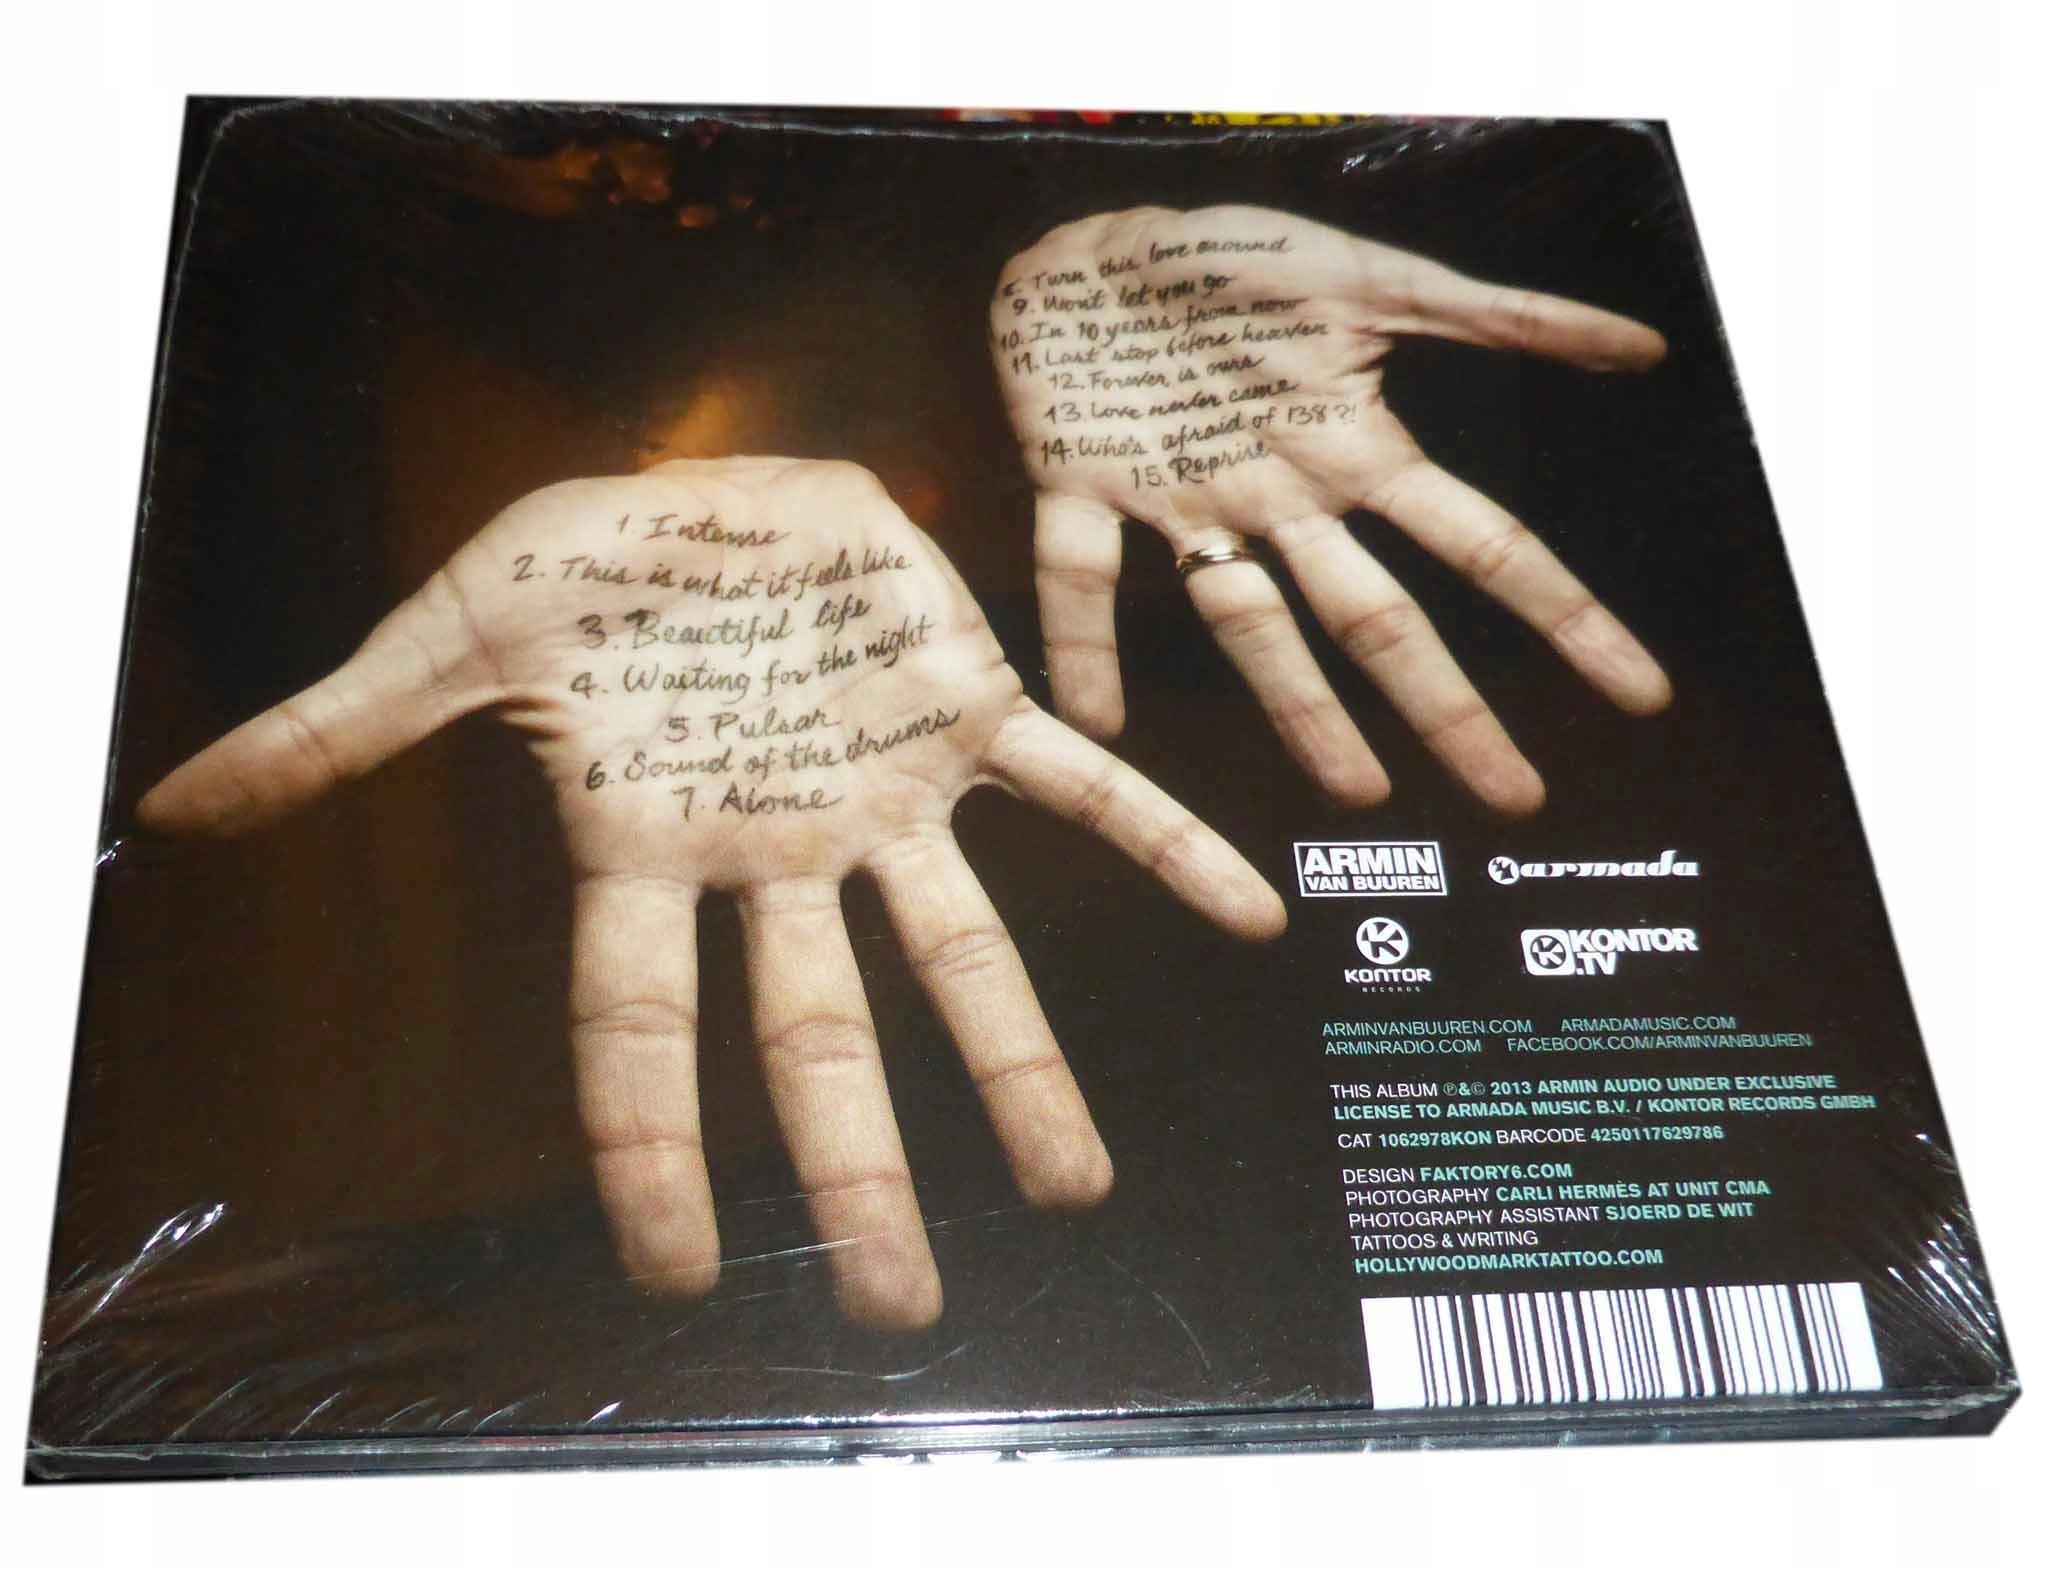 1. Intense
2. This is what it feels like
3. Beautiful life
4. Waiting for the night
5. Pulsar
6. Sound of the drums
7. Alone
8. Turn this love around
9. Won't let you go
10. In 10 years from now
11. Last stop before heaven
12. Forever is ours
13. Love never came
14. Who's afraid of 138?!
15. Reprise
ARMIN
VAN BUUREN
armada
KONTOR
RECORDS
KONTOR
.TV
ARMINVANBUUREN.COM ARMADAMUSIC.COM
ARMINRADIO.COM FACEBOOK.COM/ARMINVANBUUREN
THIS ALBUM ℗&© 2013 ARMIN AUDIO UNDER EXCLUSIVE
LICENSE TO ARMADA MUSIC B.V. / KONTOR RECORDS GMBH
CAT 1062978KON BARCODE 4250117629786
DESIGN FAKTORY6.COM
PHOTOGRAPHY CARLI HERMÈS AT UNIT CMA
PHOTOGRAPHY ASSISTANT SJOERD DE WIT
TATTOOS & WRITING
HOLLYWOODMARKTATTOO.COM